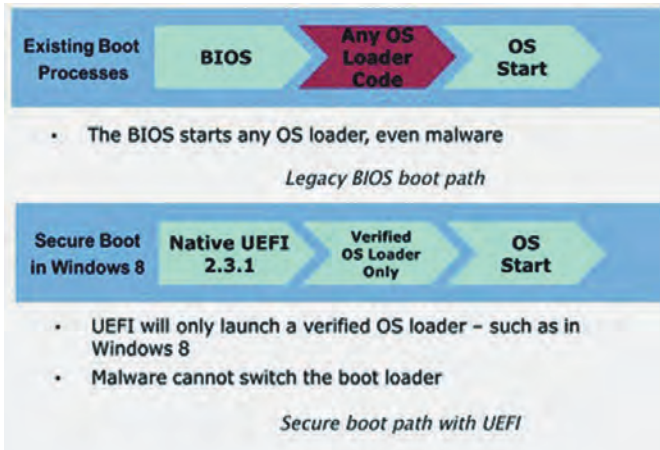 Existing Boot
Processes
BIOS
Any OS
Loader
Code
OS
Start
• The BIOS starts any OS loader, even malware
Legacy BIOS boot path
Secure Boot
in Windows 8
Native UEFI
2.3.1
Verified
OS Loader
Only
OS
Start
• UEFI will only launch a verified OS loader – such as in
Windows 8
• Malware cannot switch the boot loader
Secure boot path with UEFI